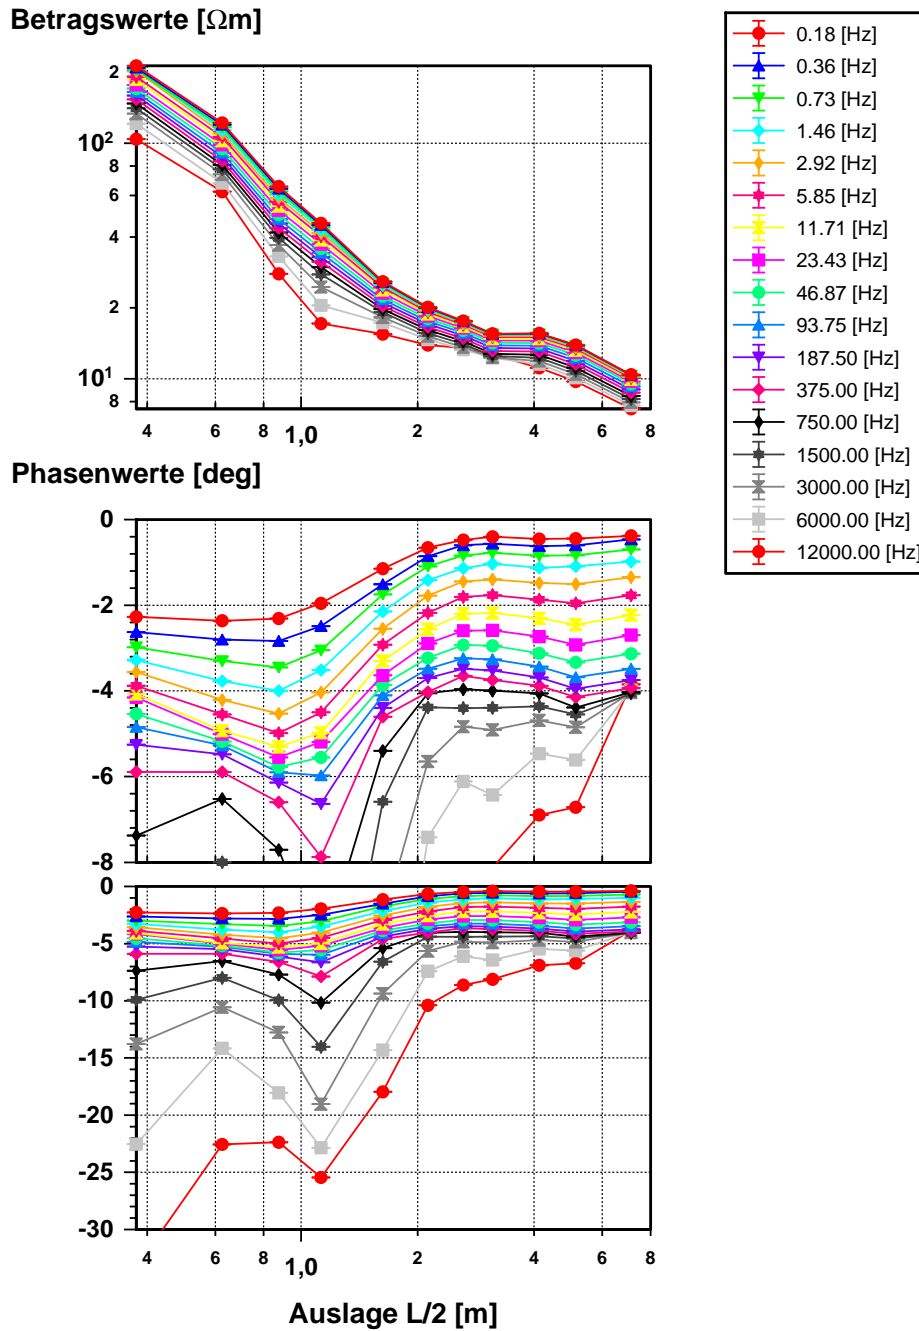 Betragswerte [Ωm]
2
10²
8
6
4
2
10¹
8
4 6 8 1,0 2 4 6 8
0.18 [Hz]
0.36 [Hz]
0.73 [Hz]
1.46 [Hz]
2.92 [Hz]
5.85 [Hz]
11.71 [Hz]
23.43 [Hz]
46.87 [Hz]
93.75 [Hz]
187.50 [Hz]
375.00 [Hz]
750.00 [Hz]
1500.00 [Hz]
3000.00 [Hz]
6000.00 [Hz]
12000.00 [Hz]
Phasenwerte [deg]
0
-2
-4
-6
-8
0
-5
-10
-15
-20
-25
-30
4 6 8 1,0 2 4 6 8
Auslage L/2 [m]